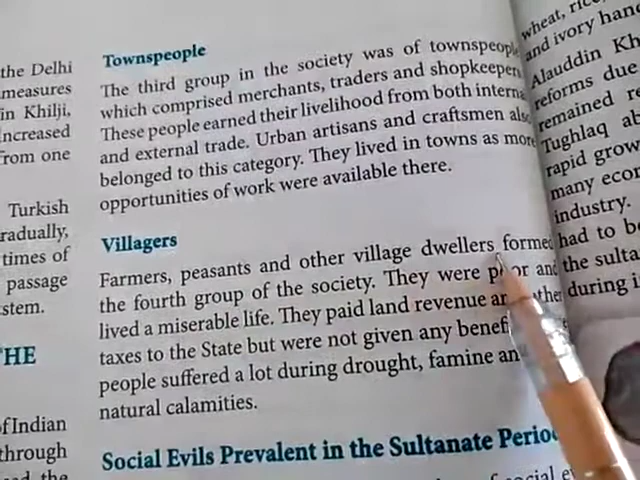 the Delhi
measures
in Khilji,
increased
from one
Turkish
radually,
times of
passage
stem.
THE
of Indian
through
the
Townspeople
The third group in the society was of townspeople
which comprised merchants, traders and shopkeepers
These people earned their livelihood from both interna
and external trade. Urban artisans and craftsmen also
belonged to this category. They lived in towns as more
opportunities of work were available there.
Villagers
Farmers, peasants and other village dwellers formed
the fourth group of the society. They were poor and
lived a miserable life. They paid land revenue and other
taxes to the State but were not given any benefi
people suffered a lot during drought, famine an
natural calamities.
Social Evils Prevalent in the Sultanate Perio
wheat, rice
and ivory han
Alauddin Kh
reforms due
remained re
Tughlaq ab
rapid grow
many econ
industry.
had to be
the sulta
during i